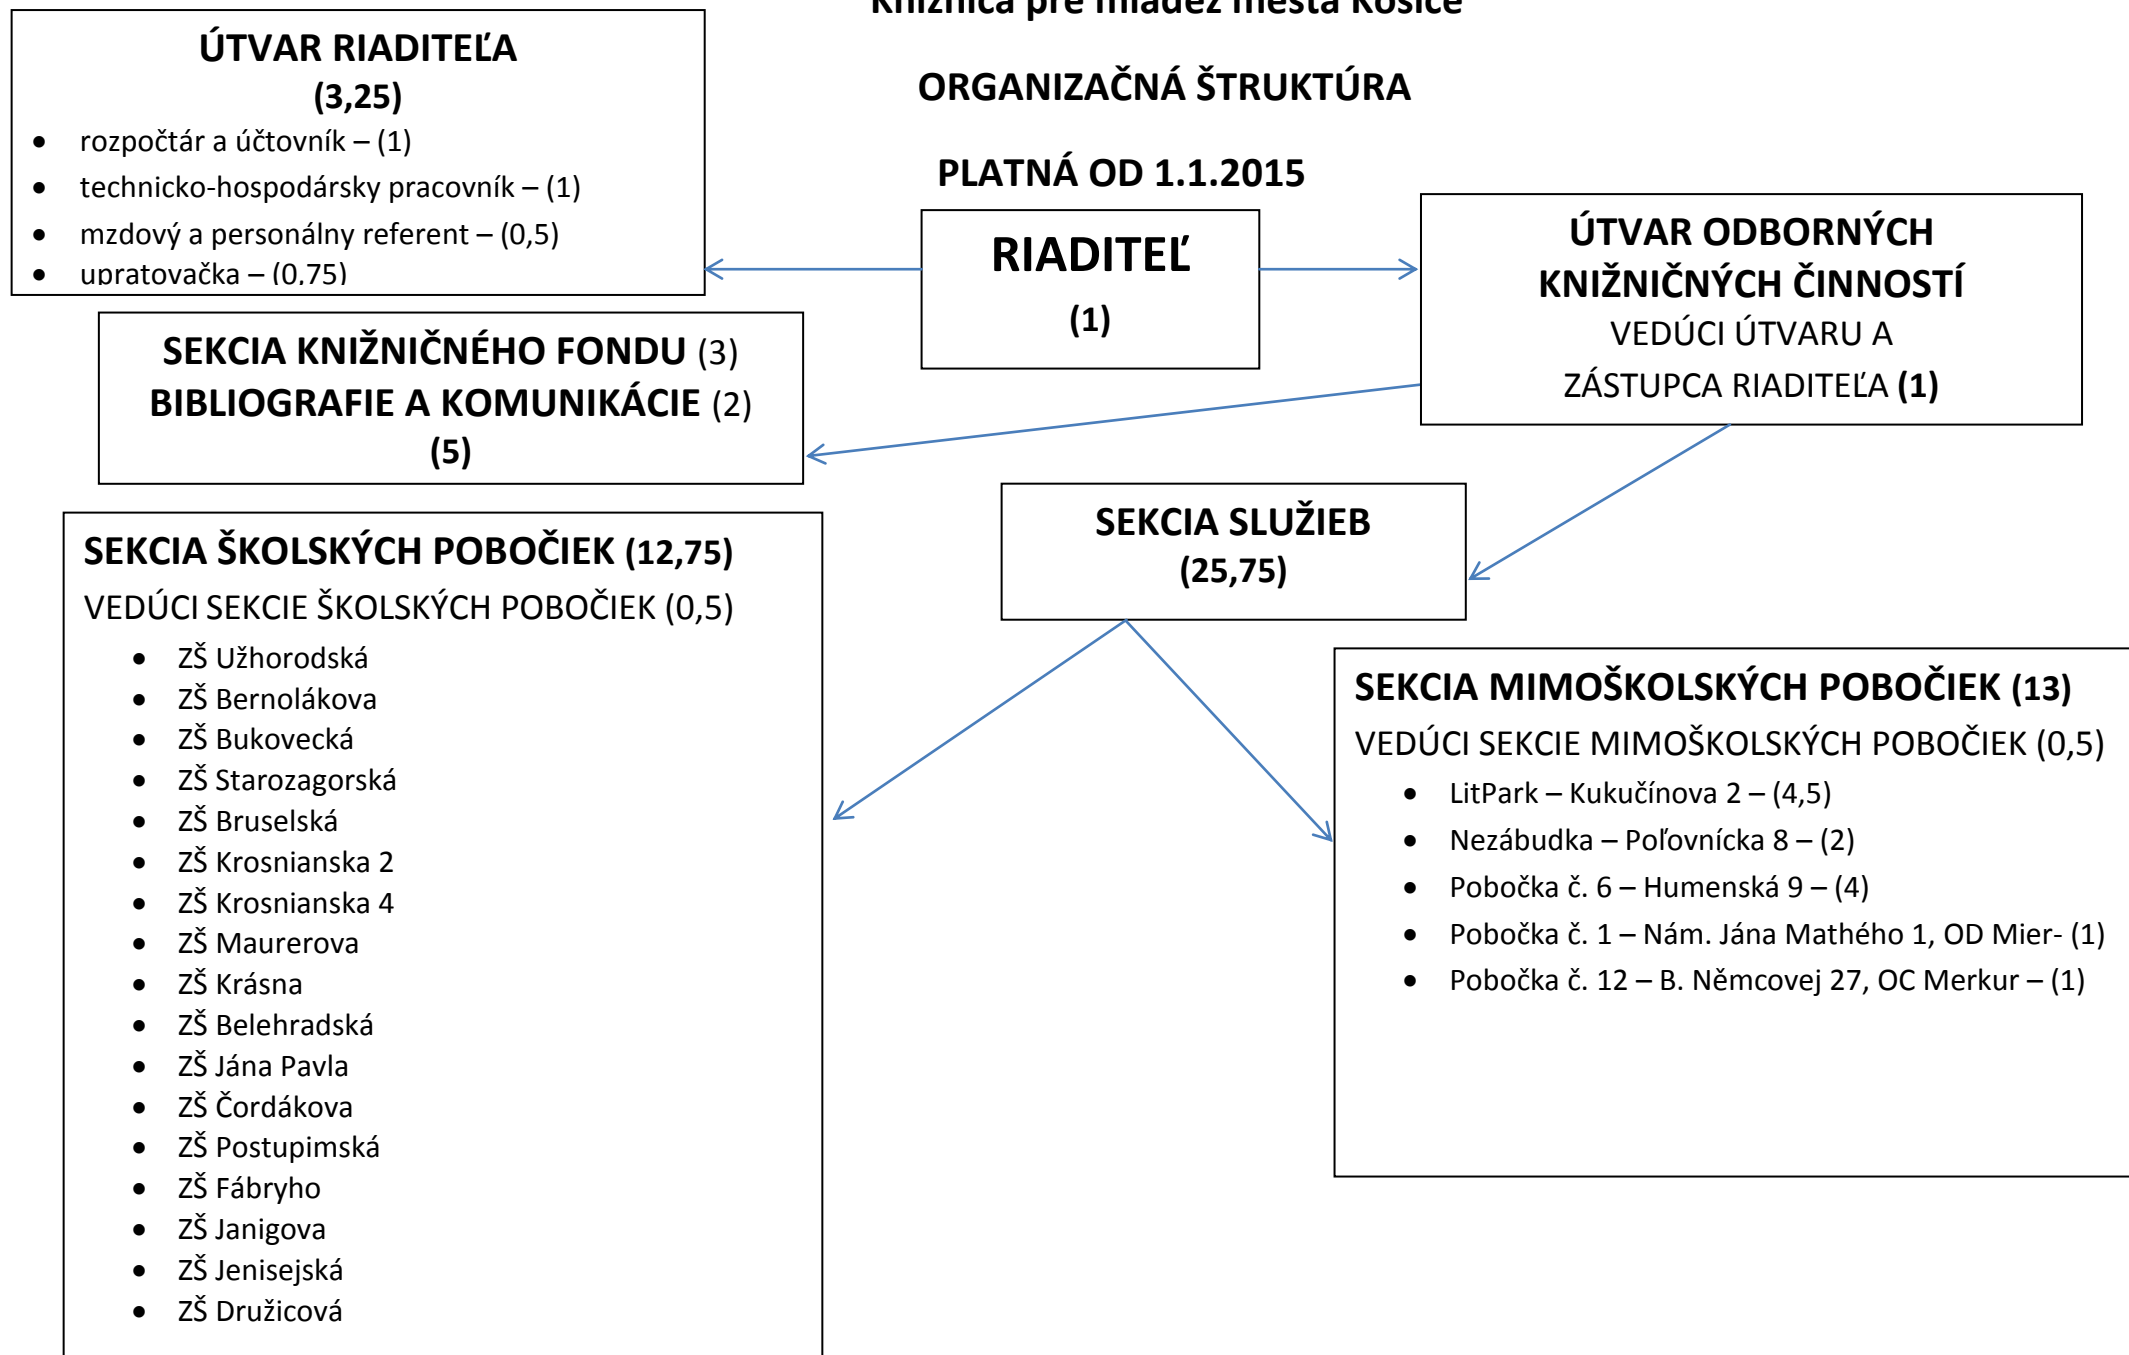 Knižnica pre mládež mesta Košice
ORGANIZAČNÁ ŠTRUKTÚRA
PLATNÁ OD 1.1.2015
ÚTVAR RIADITEĽA
(3,25)
• rozpočtár a účtovník – (1)
• technicko-hospodársky pracovník – (1)
• mzdový a personálny referent – (0,5)
• upratovačka – (0,75)
RIADITEĽ
(1)
ÚTVAR ODBORNÝCH
KNIŽNIČNÝCH ČINNOSTÍ
VEDÚCI ÚTVARU A
ZÁSTUPCA RIADITEĽA (1)
SEKCIA KNIŽNIČNÉHO FONDU (3)
BIBLIOGRAFIE A KOMUNIKÁCIE (2)
(5)
SEKCIA SLUŽIEB
(25,75)
SEKCIA ŠKOLSKÝCH POBOČIEK (12,75)
VEDÚCI SEKCIE ŠKOLSKÝCH POBOČIEK (0,5)
• ZŠ Užhorodská
• ZŠ Bernolákova
• ZŠ Bukovecká
• ZŠ Starozagorská
• ZŠ Bruselská
• ZŠ Krosnianska 2
• ZŠ Krosnianska 4
• ZŠ Maurerova
• ZŠ Krásna
• ZŠ Belehradská
• ZŠ Jána Pavla
• ZŠ Čordákova
• ZŠ Postupimská
• ZŠ Fábryho
• ZŠ Janigova
• ZŠ Jenisejská
• ZŠ Družicová
SEKCIA MIMOŠKOLSKÝCH POBOČIEK (13)
VEDÚCI SEKCIE MIMOŠKOLSKÝCH POBOČIEK (0,5)
• LitPark – Kukučínova 2 – (4,5)
• Nezábudka – Poľovnícka 8 – (2)
• Pobočka č. 6 – Humenská 9 – (4)
• Pobočka č. 1 – Nám. Jána Mathého 1, OD Mier- (1)
• Pobočka č. 12 – B. Němcovej 27, OC Merkur – (1)